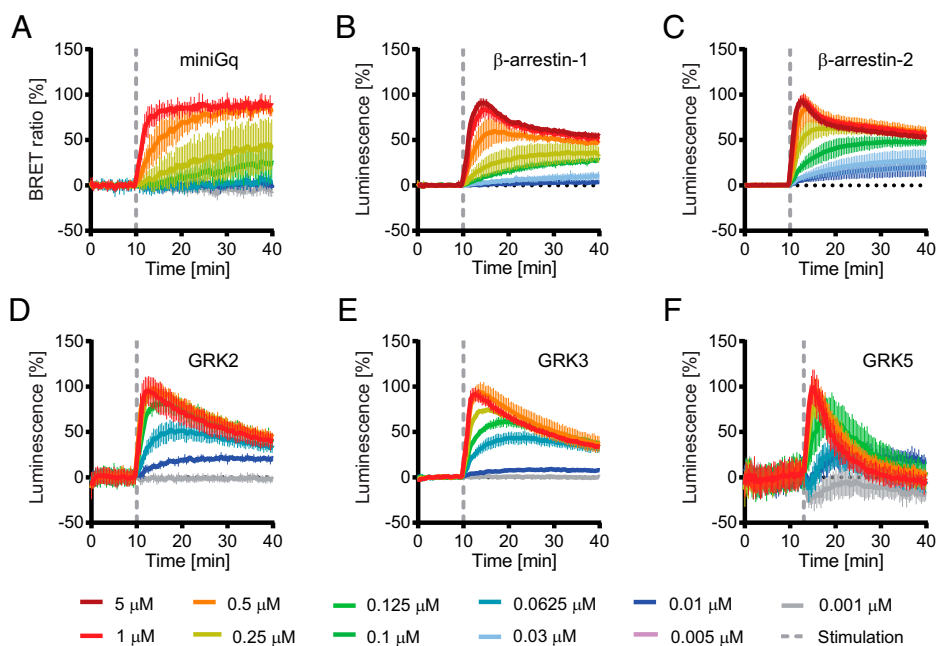 A
B
C
miniGq
β-arrestin-1
β-arrestin-2
BRET ratio [%]
Luminescence [%]
Luminescence [%]
150
100
50
0
-50
150
100
50
0
-50
150
100
50
0
-50
0 10 20 30 40
0 10 20 30 40
0 10 20 30 40
Time [min]
Time [min]
Time [min]
D
E
F
GRK2
GRK3
GRK5
Luminescence [%]
Luminescence [%]
Luminescence [%]
150
100
50
0
-50
150
100
50
0
-50
150
100
50
0
-50
0 10 20 30 40
0 10 20 30 40
0 10 20 30 40
Time [min]
Time [min]
Time [min]
5 μM 0.5 μM 0.125 μM 0.0625 μM 0.01 μM 0.001 μM
1 μM 0.25 μM 0.1 μM 0.03 μM 0.005 μM Stimulation